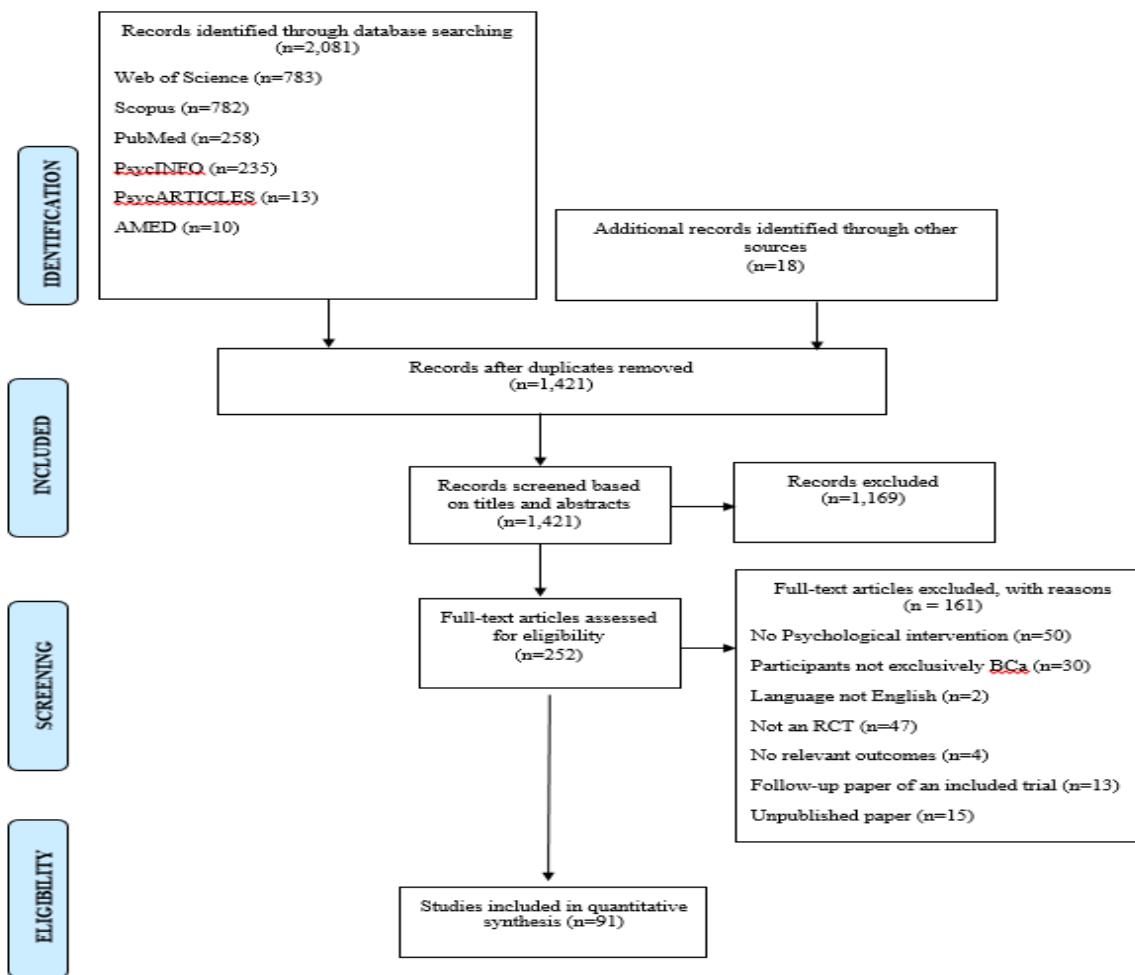 Records identified through database searching
(n=2,081)
Web of Science (n=783)
Scopus (n=782)
PubMed (n=258)
PsycINFO (n=235)
PsycARTICLES (n=13)
AMED (n=10)
IDENTIFICATION
Additional records identified through other
sources
(n=18)
Records after duplicates removed
(n=1,421)
INCLUDED
Records screened based
on titles and abstracts
(n=1,421)
Records excluded
(n=1,169)
SCREENING
Full-text articles assessed
for eligibility
(n=252)
Full-text articles excluded, with reasons
(n = 161)
No Psychological intervention (n=50)
Participants not exclusively BCa (n=30)
Language not English (n=2)
Not an RCT (n=47)
No relevant outcomes (n=4)
Follow-up paper of an included trial (n=13)
Unpublished paper (n=15)
ELIGIBILITY
Studies included in quantitative
synthesis (n=91)